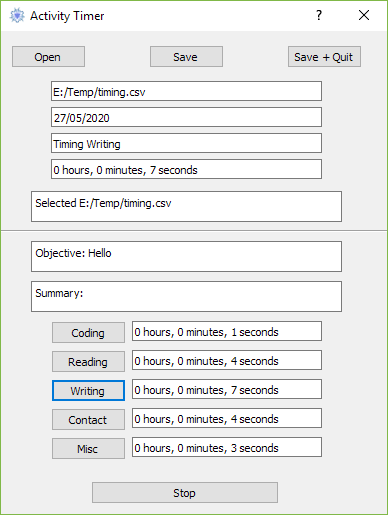 Activity Timer
Open Save Save + Quit
E:/Temp/timing.csv
27/05/2020
Timing Writing
0 hours, 0 minutes, 7 seconds
Selected E:/Temp/timing.csv
Objective: Hello
Summary:
Coding 0 hours, 0 minutes, 1 seconds
Reading 0 hours, 0 minutes, 4 seconds
Writing 0 hours, 0 minutes, 7 seconds
Contact 0 hours, 0 minutes, 4 seconds
Misc 0 hours, 0 minutes, 3 seconds
Stop